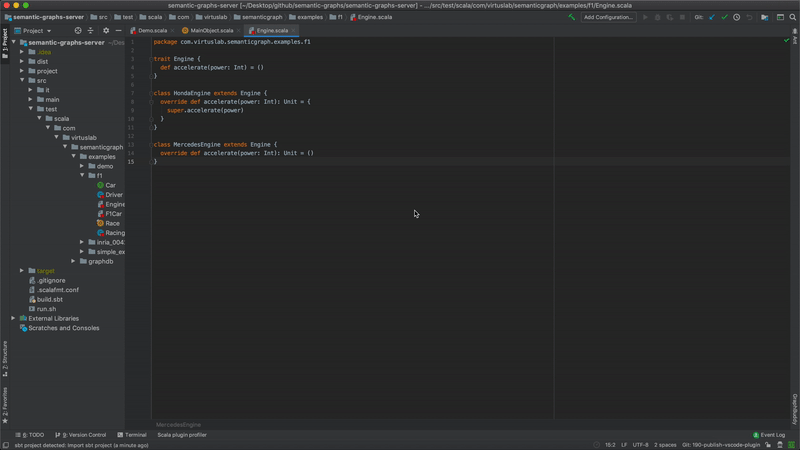 semantic-graphs-server [~/Desktop/github/semantic-graphs/semantic-graphs-server] - .../src/test/scala/com/virtuslab/semanticgraph/examples/f1/Engine.scala
semantic-graphs-server src test scala com virtuslab semanticgraph examples f1 Engine.scala Add Configuration... Git:
Project Demo.scala MainObject.scala Engine.scala
1: Project
semantic-graphs-server ~/Des
.idea
dist
project
src
it
main
test
scala
com
virtuslab
semanticgraph
examples
demo
f1
Car
Driver
Engine
F1Car
Race
Racing
inria_004
simple_ex
graphdb
target
.gitignore
.scalafmt.conf
build.sbt
run.sh
External Libraries
Scratches and Consoles
1 package com.virtuslab.semanticgraph.examples.f1
2
3 trait Engine {
4 def accelerate(power: Int) = ()
5 }
6
7 class HondaEngine extends Engine {
8 override def accelerate(power: Int): Unit = {
9 super.accelerate(power)
10 }
11 }
12
13 class MercedesEngine extends Engine {
14 override def accelerate(power: Int): Unit = ()
15 }
MercedesEngine
Ant
GraphBuddy
Z: Structure
2: Favorites
6: TODO 9: Version Control Terminal Scala plugin profiler Event Log
sbt project detected: Import sbt project (a minute ago) 15:2 LF UTF-8 2 spaces Git: 190-publish-vscode-plugin